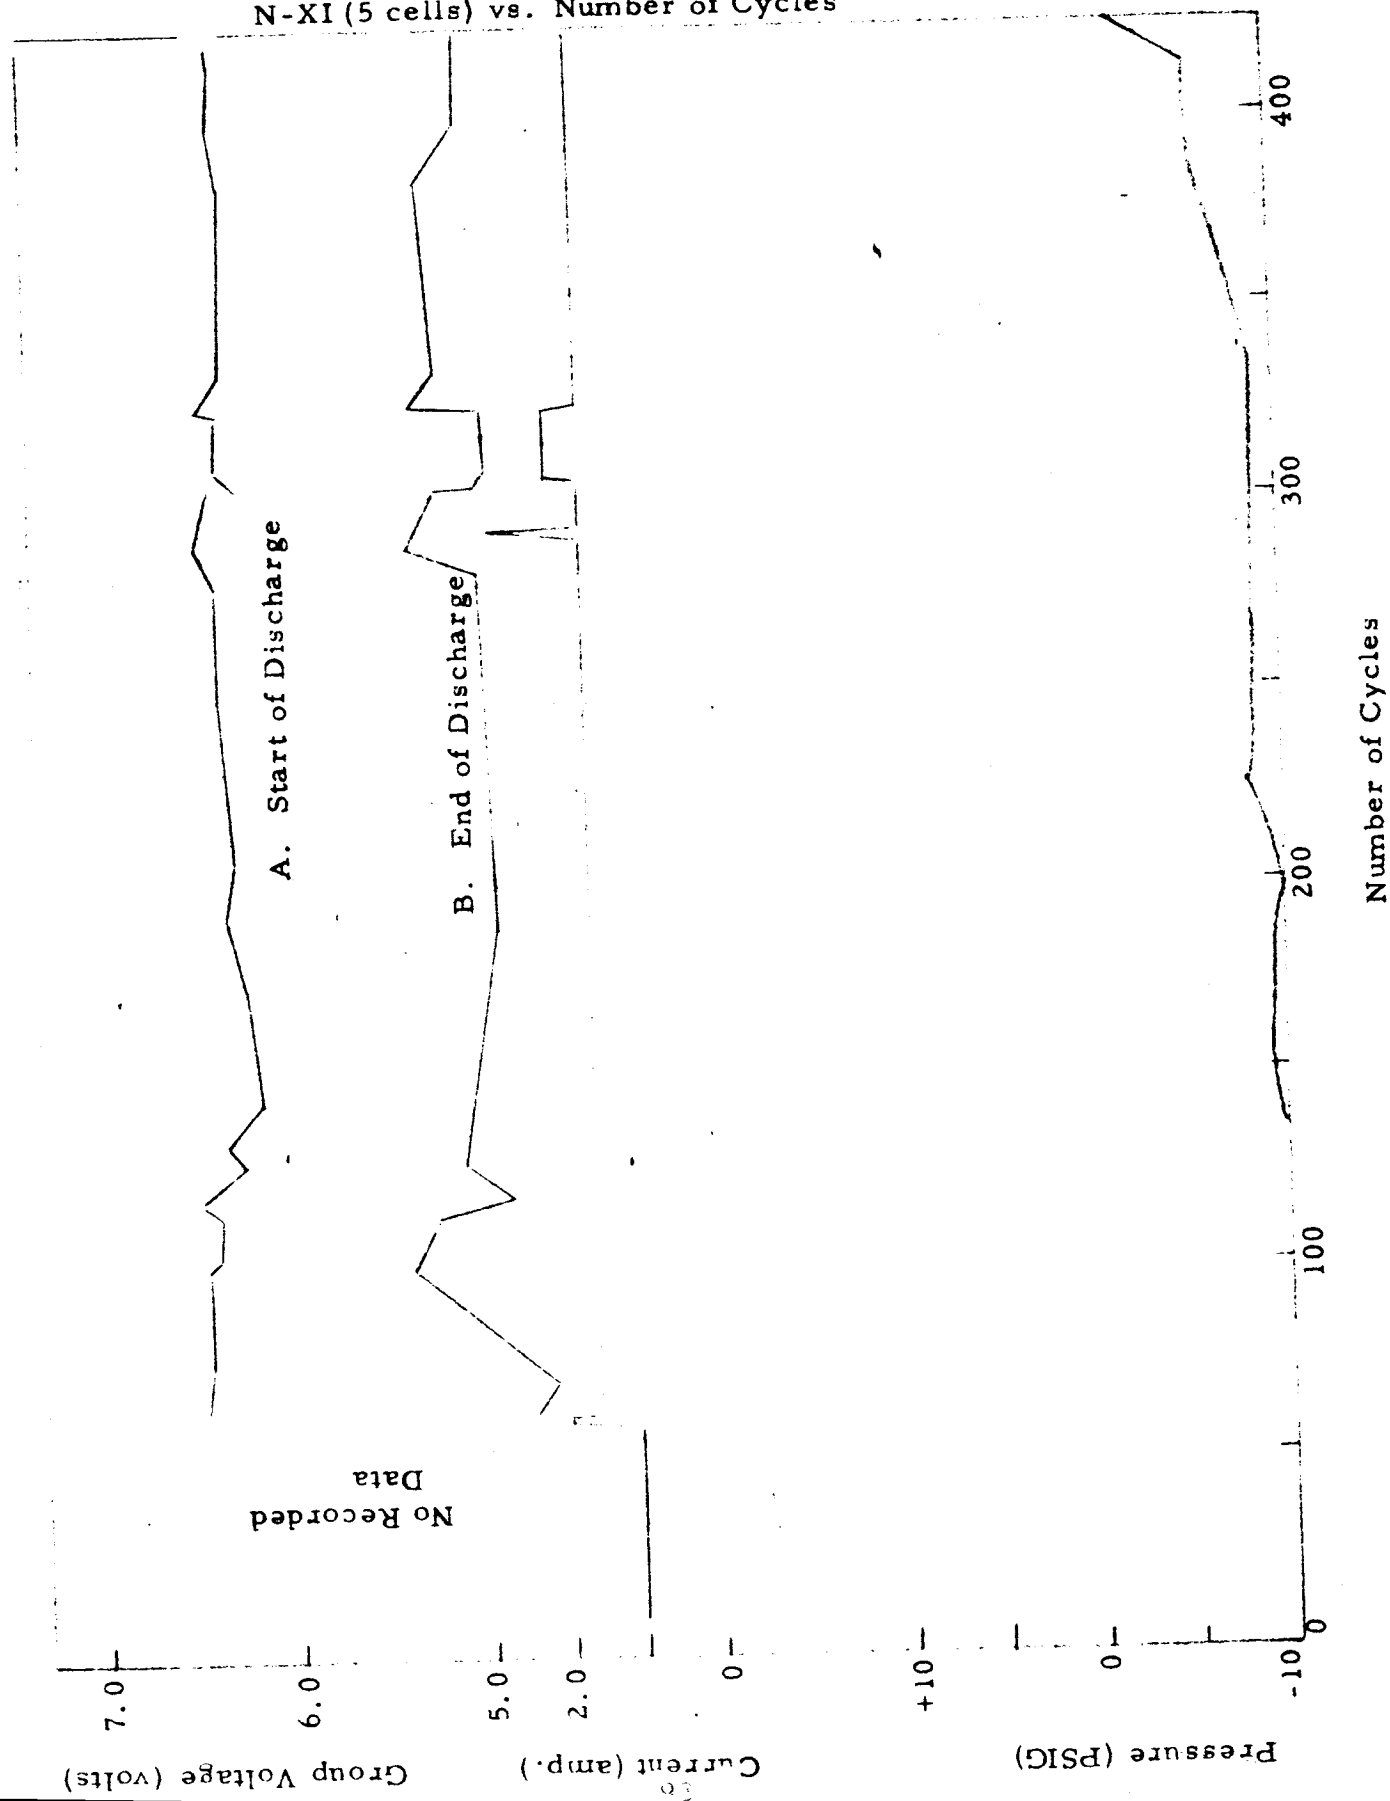 N-XI (5 cells) vs. Number of Cycles
Group Voltage (volts)
7.0
6.0
5.0
No Recorded
Data
A. Start of Discharge
B. End of Discharge
Current (amp.)
2.0
0
Pressure (PSIG)
+10
0
-10
0
100
200
300
400
Number of Cycles